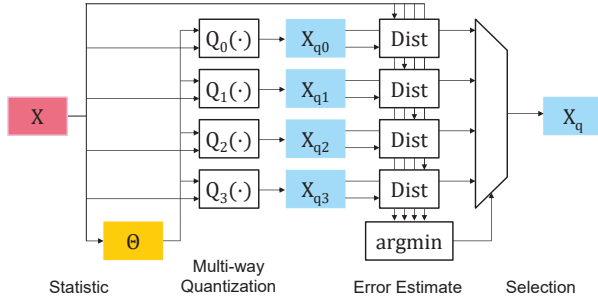 Q₀(·) X_q0 Dist
Q₁(·) X_q1 Dist
X X_q
Q₂(·) X_q2 Dist
Q₃(·) X_q3 Dist
Θ argmin
Statistic Multi-way Quantization Error Estimate Selection